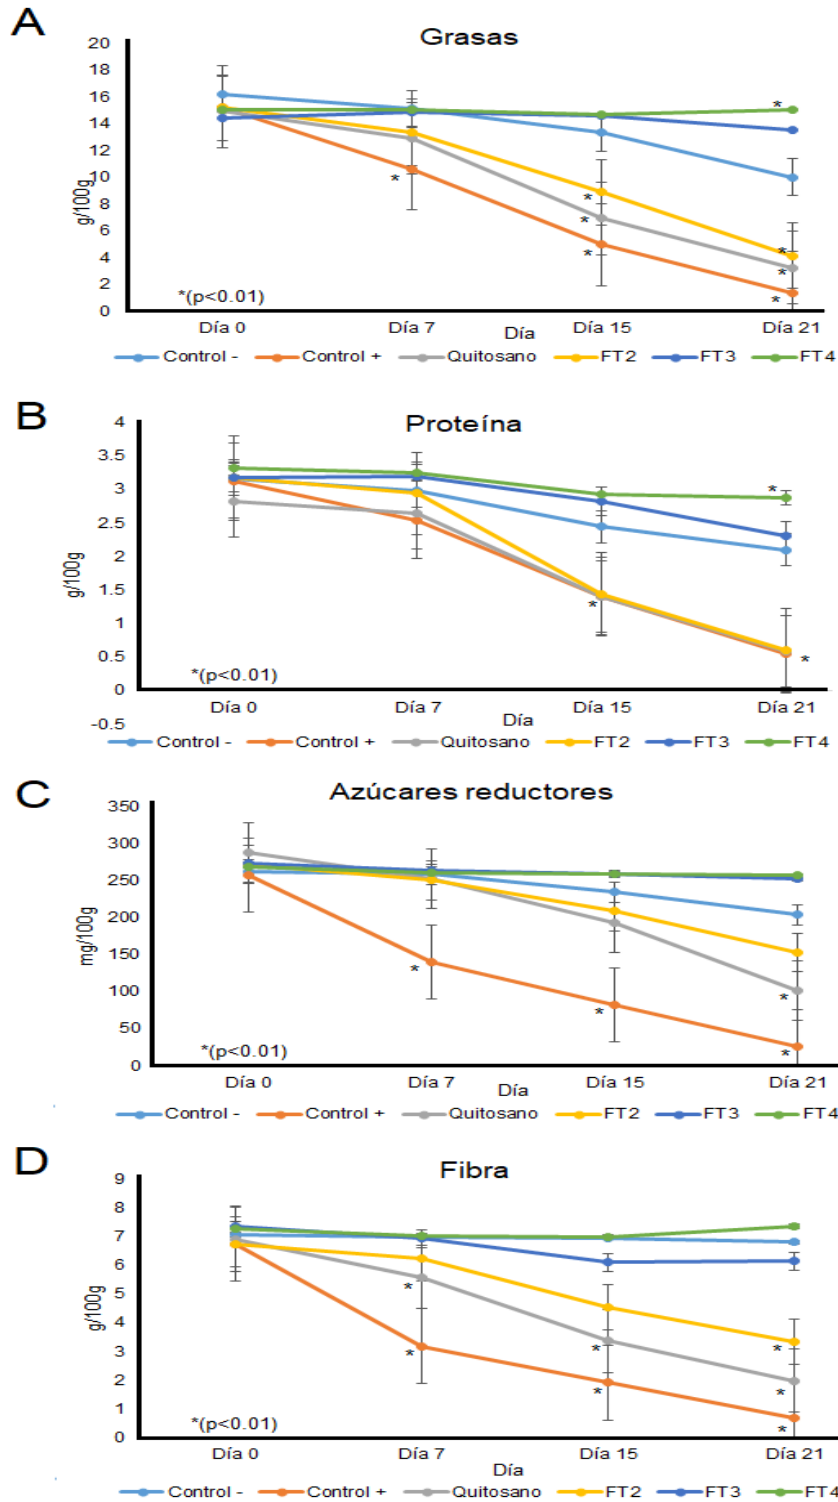 A
Grasas
20
18
16
14
12
10
8
6
4
2
0
g/100g
*
*
*
*
*
*
*
*
*(p<0.01)
Día 0 Día 7 Día 15 Día 21
Día
Control - Control + Quitosano FT2 FT3 FT4
B
Proteína
4
3.5
3
2.5
2
1.5
1
0.5
0
-0.5
g/100g
*
*
*
*(p<0.01)
Día 0 Día 7 Día 15 Día 21
Día
Control - Control + Quitosano FT2 FT3 FT4
C
Azúcares reductores
350
300
250
200
150
100
50
0
mg/100g
*
*
*
*
*(p<0.01)
Día 0 Día 7 Día 15 Día 21
Día
Control - Control + Quitosano FT2 FT3 FT4
D
Fibra
9
8
7
6
5
4
3
2
1
0
g/100g
*
*
*
*
*
*
*
*(p<0.01)
Día 0 Día 7 Día 15 Día 21
Día
Control - Control + Quitosano FT2 FT3 FT4